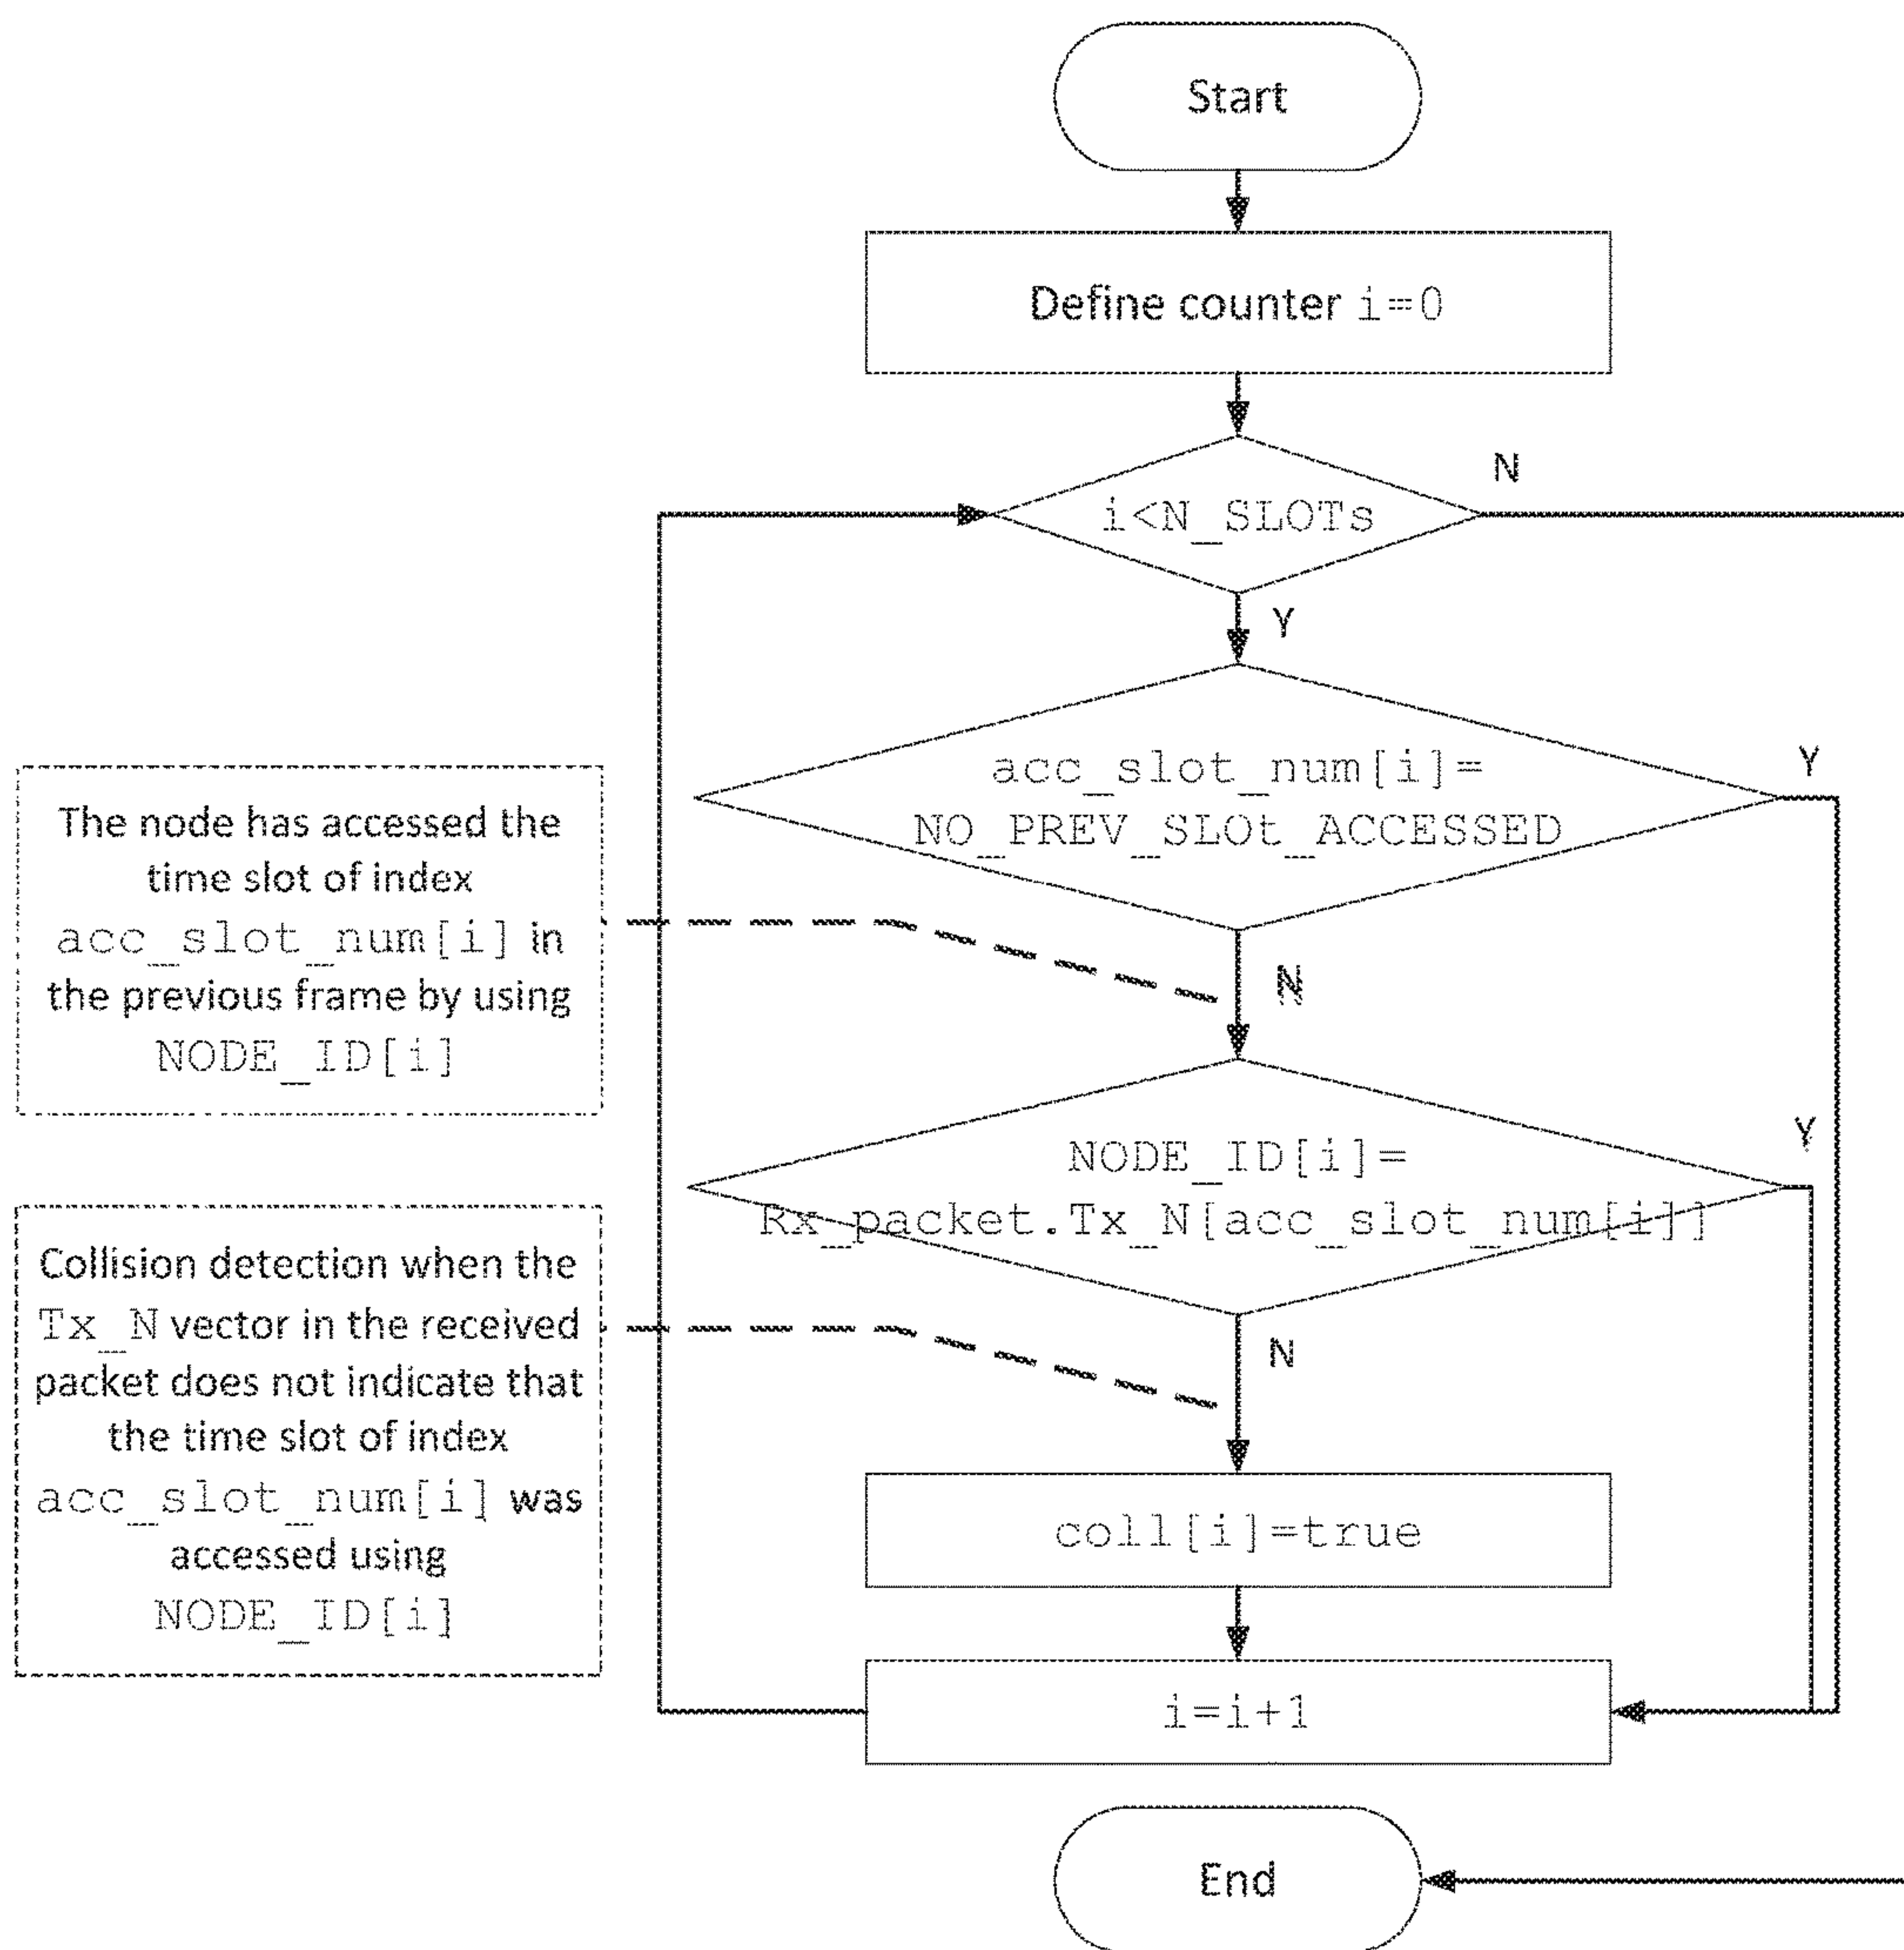 Start
Define counter i=0
i<N_SLOTs
N
Y
acc_slot_num[i]=
NO_PREV_SLOt_ACCESSED
Y
N
The node has accessed the
time slot of index
acc_slot_num[i] in
the previous frame by using
NODE_ID[i]
NODE_ID[i]=
Rx_packet.Tx_N[acc_slot_num[i]]
Y
N
Collision detection when the
Tx_N vector in the received
packet does not indicate that
the time slot of index
acc_slot_num[i] was
accessed using
NODE_ID[i]
coll[i]=true
i=i+1
End